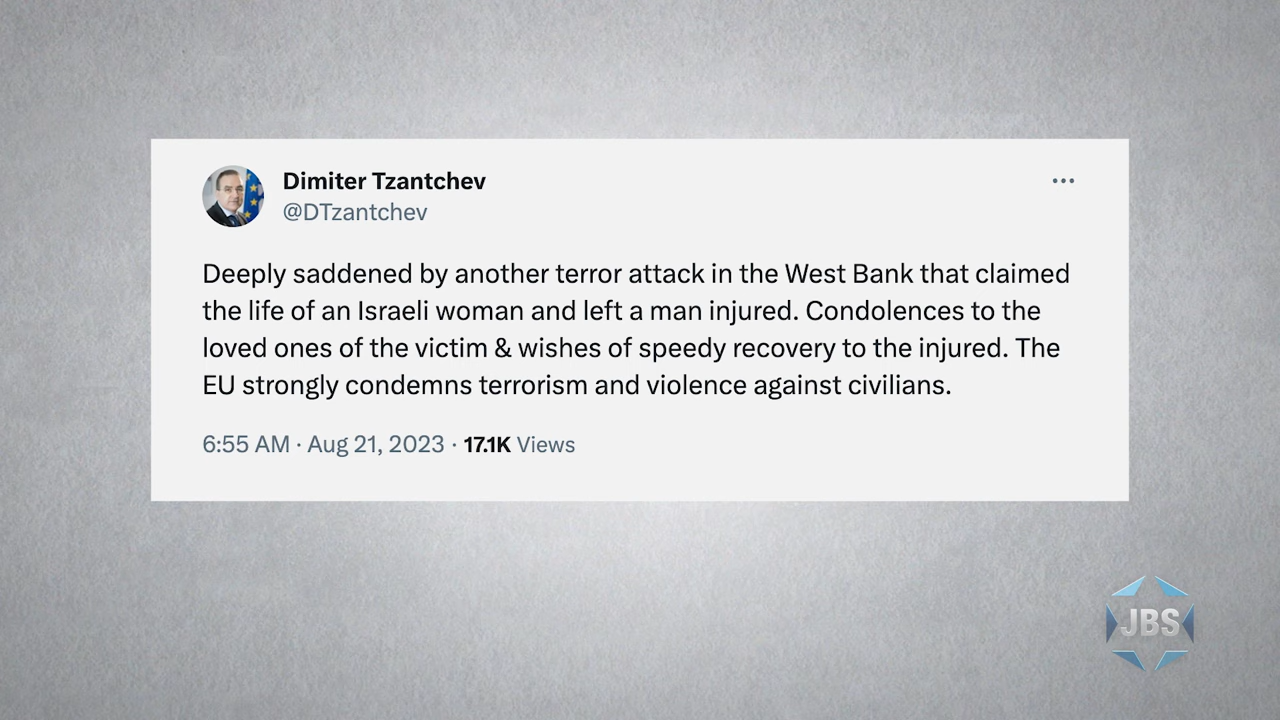 Dimiter Tzantchev
@DTzantchev
Deeply saddened by another terror attack in the West Bank that claimed
the life of an Israeli woman and left a man injured. Condolences to the
loved ones of the victim & wishes of speedy recovery to the injured. The
EU strongly condemns terrorism and violence against civilians.
6:55 AM · Aug 21, 2023 · 17.1K Views
JBS